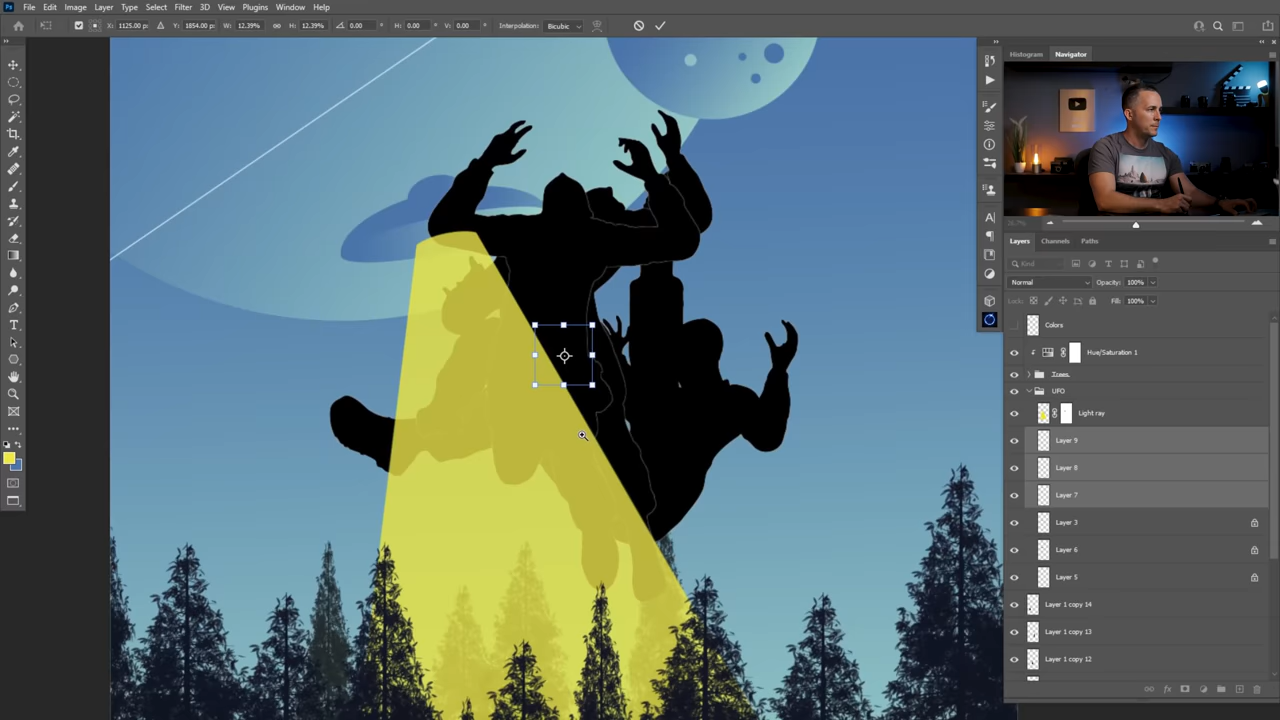 Ps File Edit Image Layer Type Select Filter 3D View Plugins Window Help
X: 1125.00 px Y: 1854.00 px W: 12.39% H: 12.39% 0.00 ° H: 0.00 ° V: 0.00 ° Interpolation: Bicubic
Histogram Navigator
Layers Channels Paths
Kind
Normal Opacity: 100%
Lock: Fill: 100%
Colors
Hue/Saturation 1
Trees
UFO
Light ray
Layer 9
Layer 8
Layer 7
Layer 3
Layer 6
Layer 5
Layer 1 copy 14
Layer 1 copy 13
Layer 1 copy 12